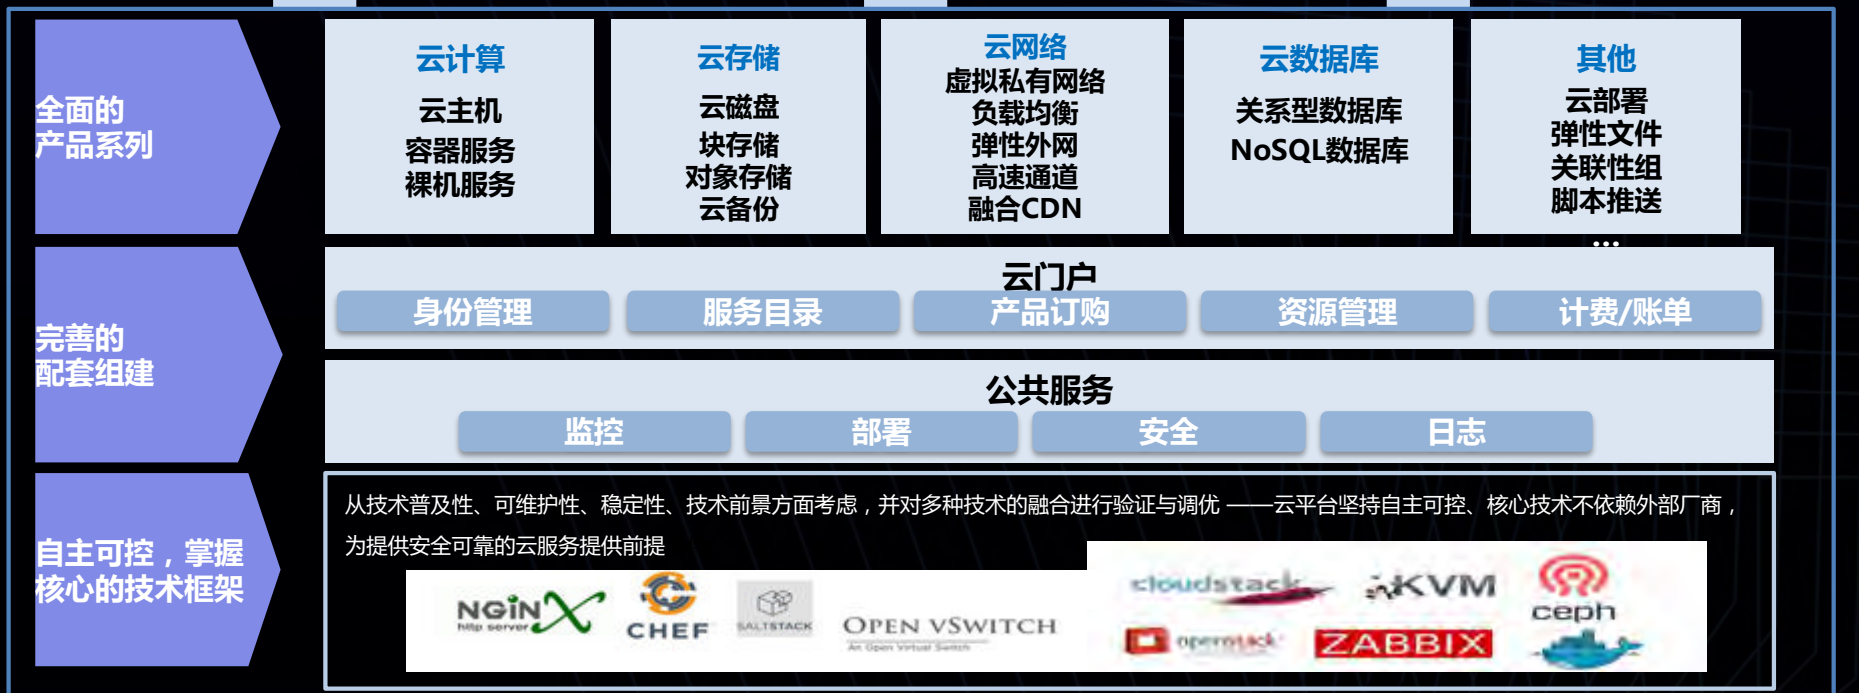 全面的
产品系列
云计算
云主机
容器服务
裸机服务
云存储
云磁盘
块存储
对象存储
云备份
云网络
虚拟私有网络
负载均衡
弹性外网
高速通道
融合CDN
云数据库
关系型数据库
NoSQL数据库
其他
云部署
弹性文件
关联性组
脚本推送
...
完善的
配套组建
云门户
身份管理
服务目录
产品订购
资源管理
计费/账单
公共服务
监控
部署
安全
日志
自主可控，掌握
核心的技术框架
从技术普及性、可维护性、稳定性、技术前景方面考虑，并对多种技术的融合进行验证与调优 ——云平台坚持自主可控、核心技术不依赖外部厂商，
为提供安全可靠的云服务提供前提
NGiNX
http server
CHEF
SALTSTACK
OPEN VSWITCH
An Open Virtual Switch
cloudstack
KVM
ceph
openstack
ZABBIX